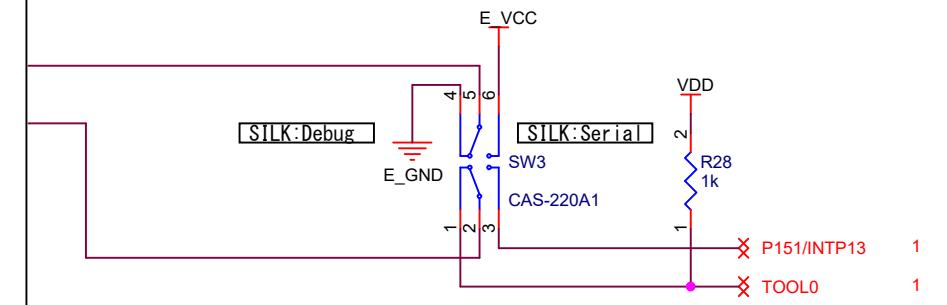 E_VCC
VDD
4
5
6
2
SILK:Debug
SILK:Serial
E_GND
SW3
R28
1k
CAS-220A1
1
2
3
1
P151/INTP13
1
TOOL0
1